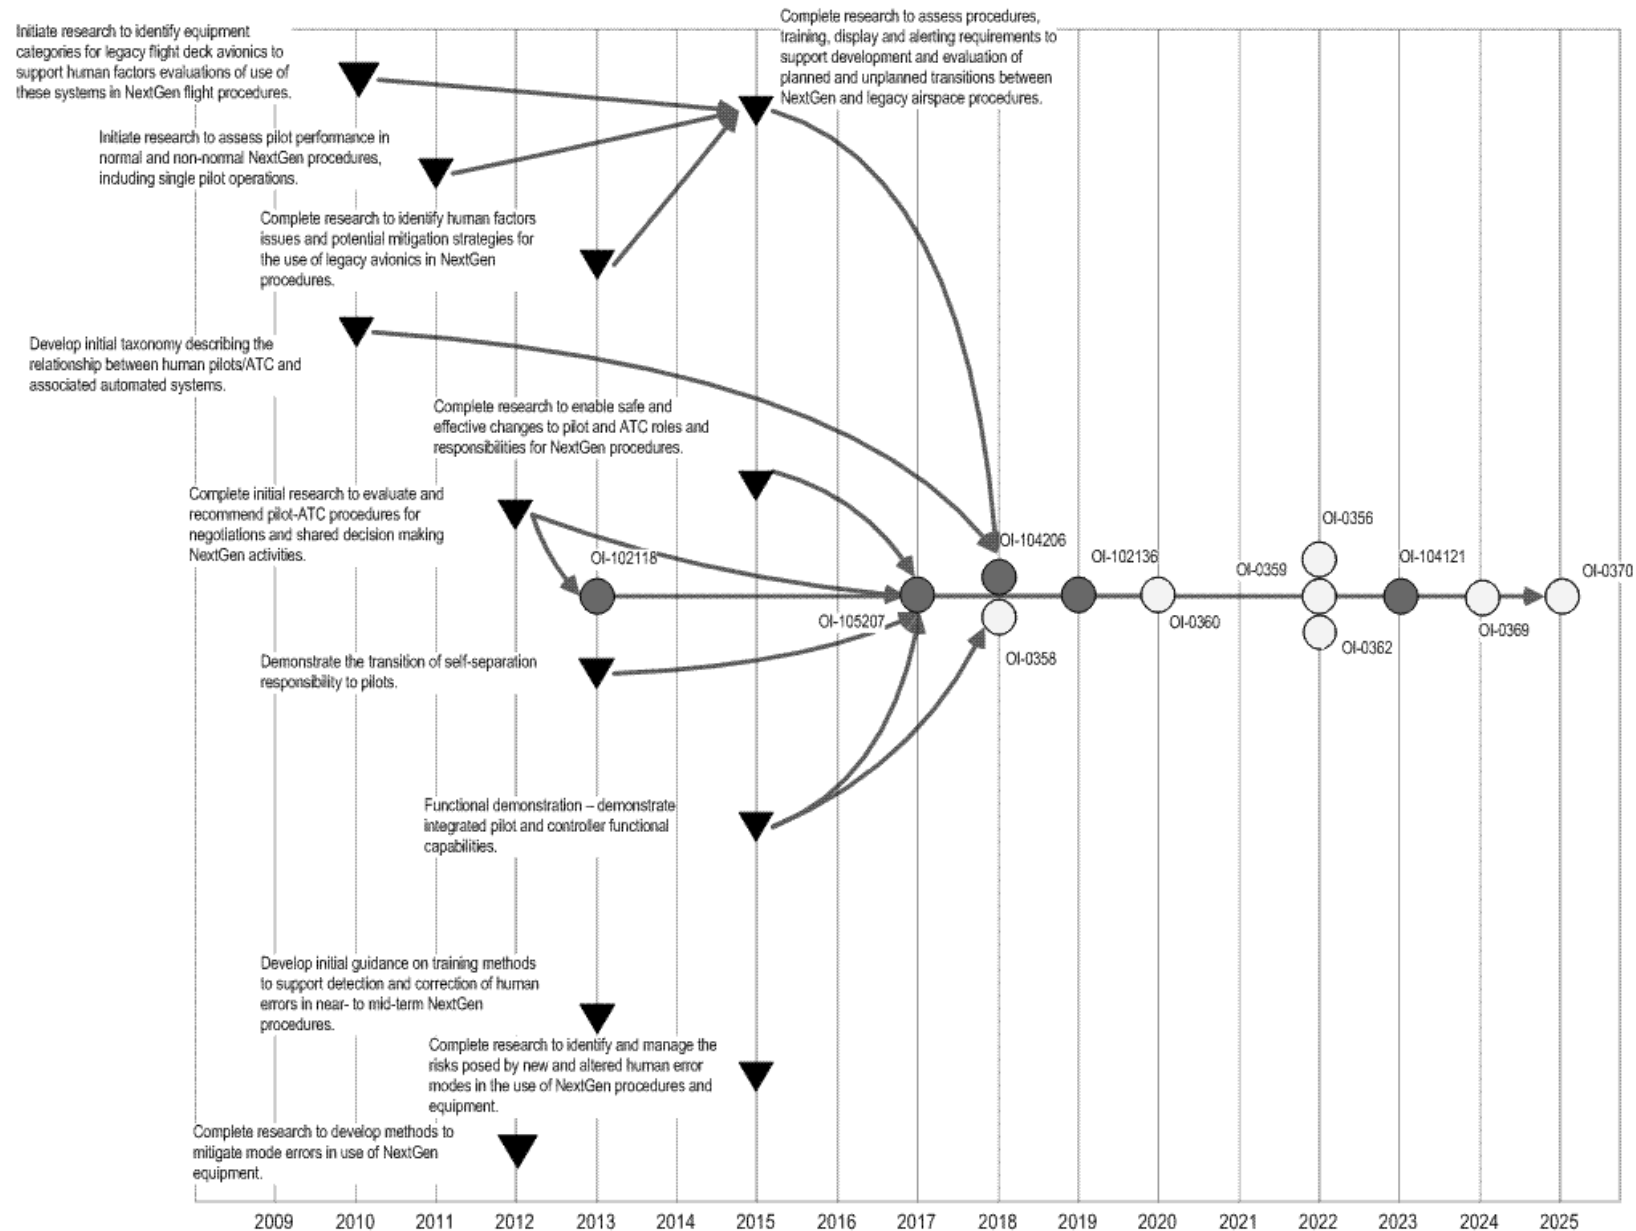 Initiate research to identify equipment
categories for legacy flight deck avionics to
support human factors evaluations of use of
these systems in NextGen flight procedures.
Complete research to assess procedures,
training, display and alerting requirements to
support development and evaluation of
planned and unplanned transitions between
NextGen and legacy airspace procedures.
Initiate research to assess pilot performance in
normal and non-normal NextGen procedures,
including single pilot operations.
Complete research to identify human factors
issues and potential mitigation strategies for
the use of legacy avionics in NextGen
procedures.
Develop initial taxonomy describing the
relationship between human pilots/ATC and
associated automated systems.
Complete research to enable safe and
effective changes to pilot and ATC roles and
responsibilities for NextGen procedures.
Complete initial research to evaluate and
recommend pilot-ATC procedures for
negotiations and shared decision making
NextGen activities.
OI-102118
OI-105207
OI-104206
OI-0358
OI-102136
OI-0360
OI-0359
OI-0356
OI-0362
OI-104121
OI-0369
OI-0370
Demonstrate the transition of self-separation
responsibility to pilots.
Functional demonstration – demonstrate
integrated pilot and controller functional
capabilities.
Develop initial guidance on training methods
to support detection and correction of human
errors in near- to mid-term NextGen
procedures.
Complete research to identify and manage the
risks posed by new and altered human error
modes in the use of NextGen procedures and
equipment.
Complete research to develop methods to
mitigate mode errors in use of NextGen
equipment.
2009 2010 2011 2012 2013 2014 2015 2016 2017 2018 2019 2020 2021 2022 2023 2024 2025